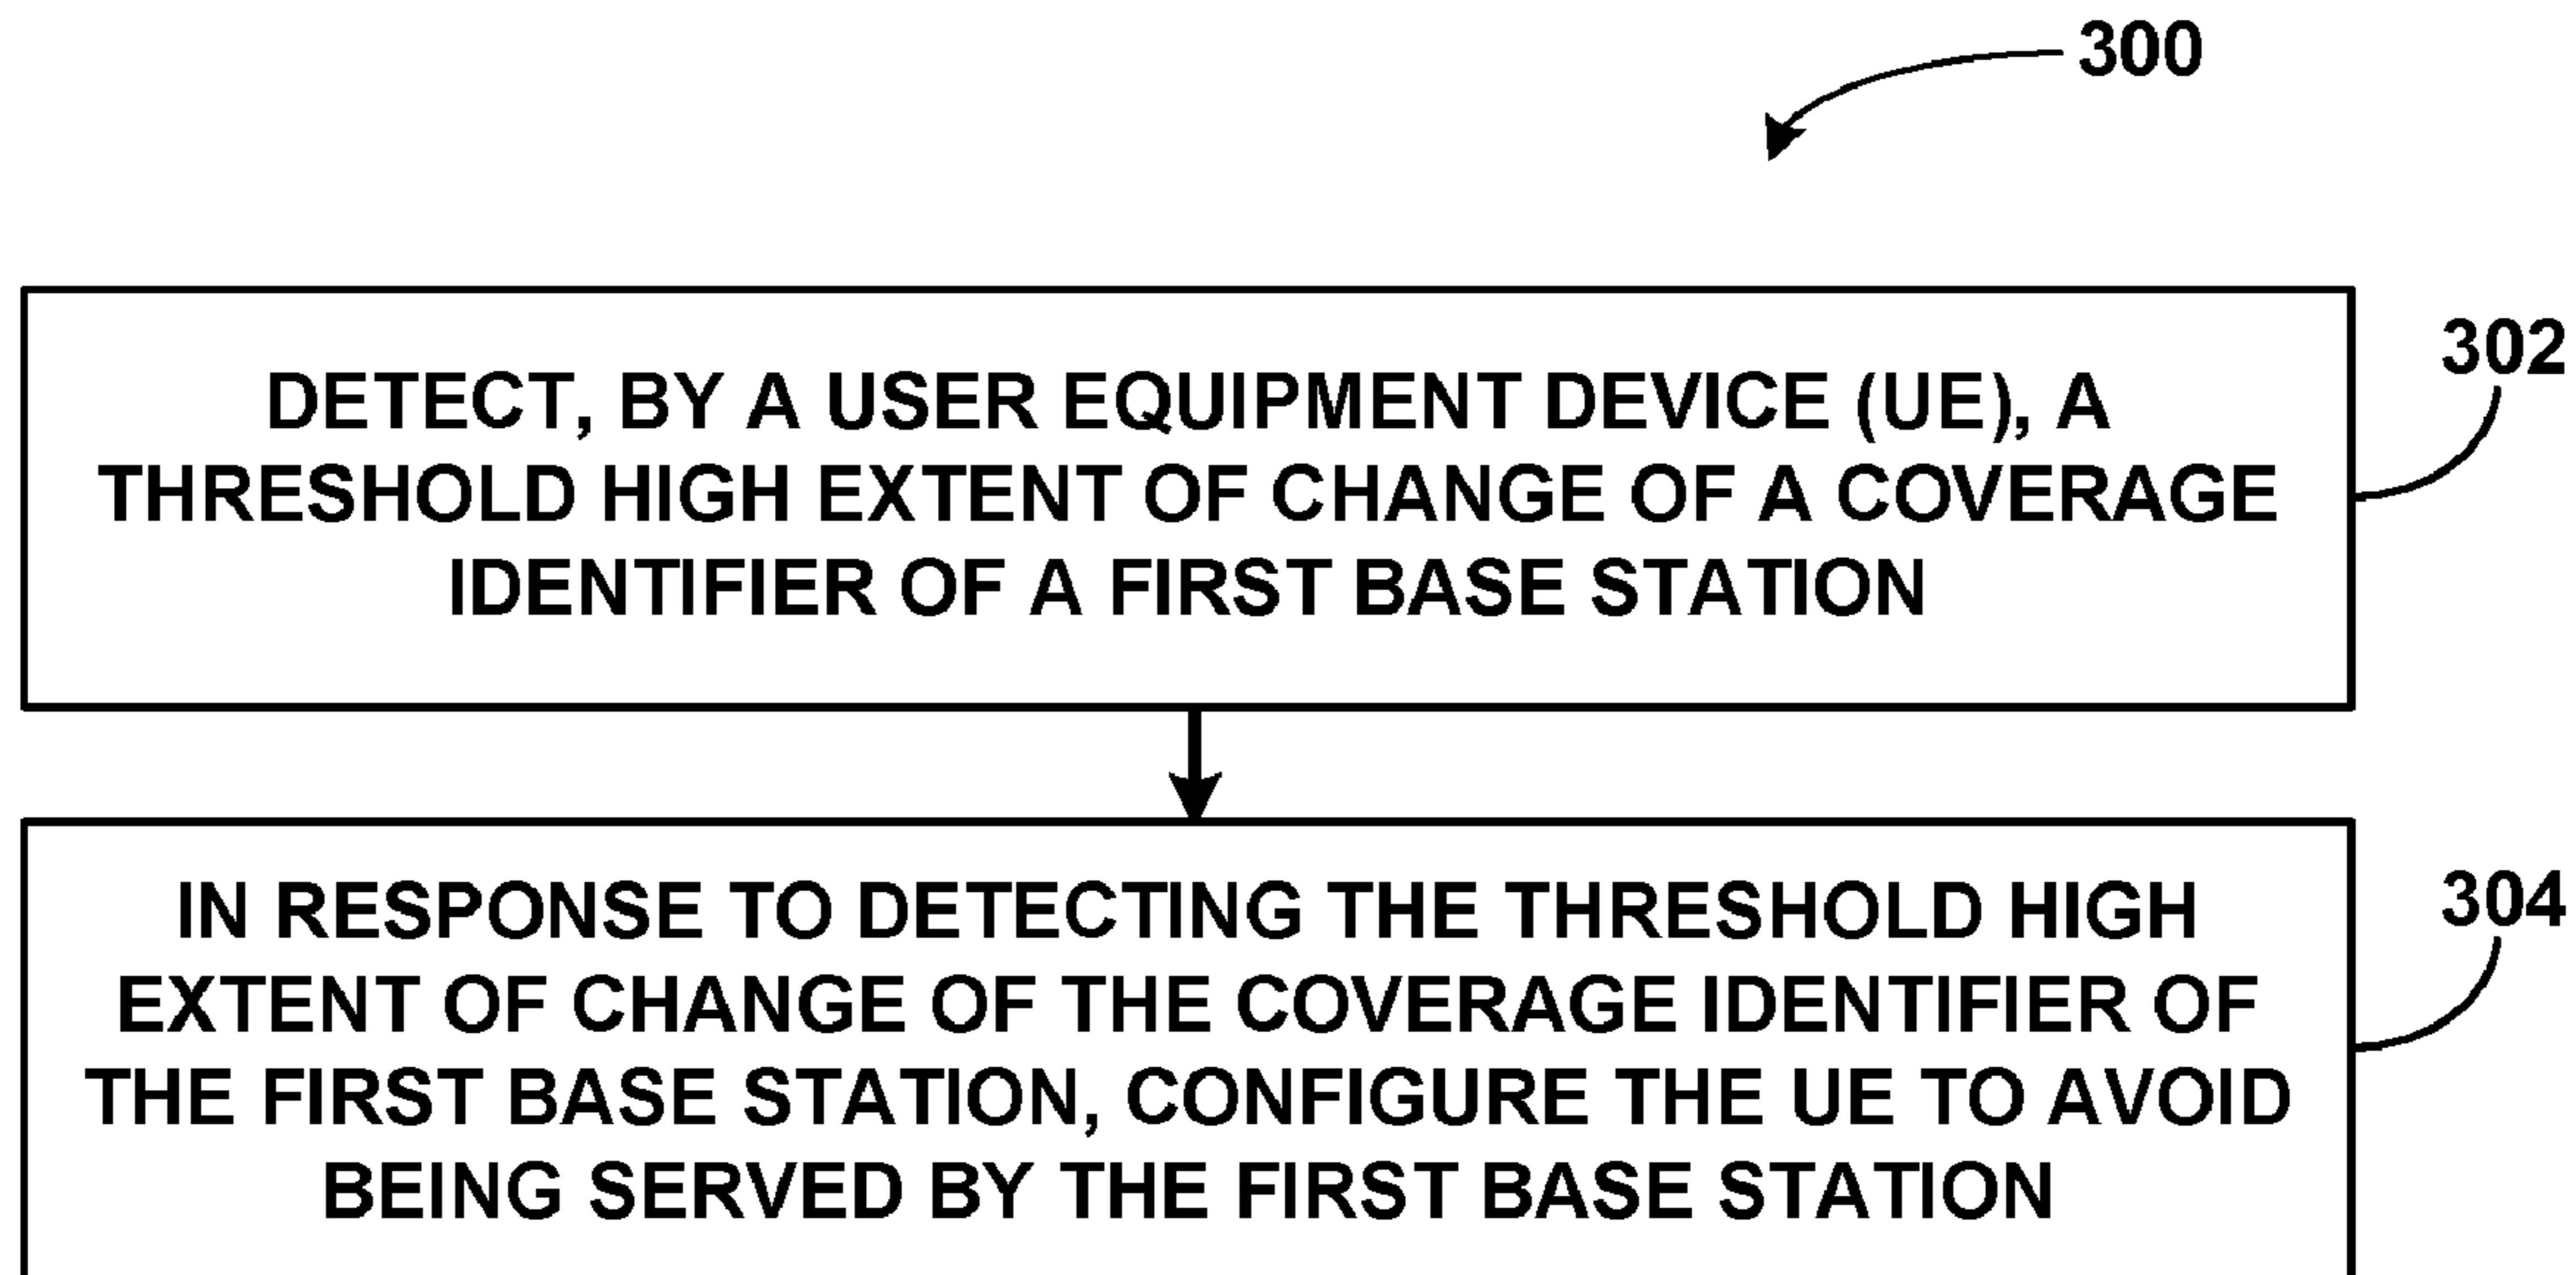 300
DETECT, BY A USER EQUIPMENT DEVICE (UE), A
THRESHOLD HIGH EXTENT OF CHANGE OF A COVERAGE
IDENTIFIER OF A FIRST BASE STATION
302
IN RESPONSE TO DETECTING THE THRESHOLD HIGH
EXTENT OF CHANGE OF THE COVERAGE IDENTIFIER OF
THE FIRST BASE STATION, CONFIGURE THE UE TO AVOID
BEING SERVED BY THE FIRST BASE STATION
304